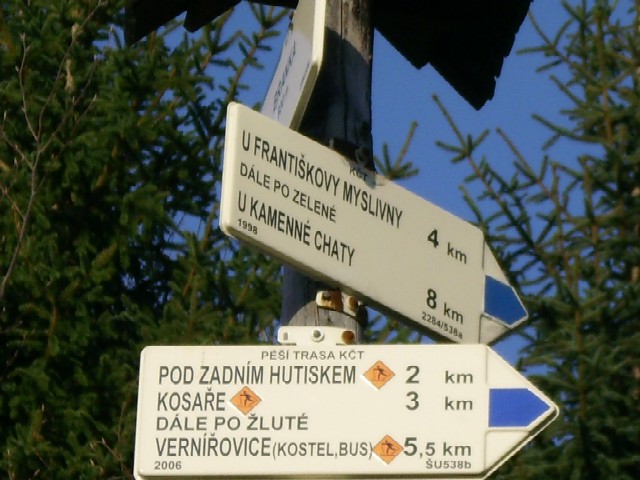 KČT
U FRANTIŠKOVY MYSLIVNY 4 km
DÁLE PO ZELENÉ
U KAMENNÉ CHATY 8 km
1998 2284/538a
PĚŠÍ TRASA KČT
POD ZADNÍM HUTISKEM 2 km
KOSAŘE 3 km
DÁLE PO ŽLUTÉ
VERNÍŘOVICE (KOSTEL,BUS) 5,5 km
2006 ŠU538b